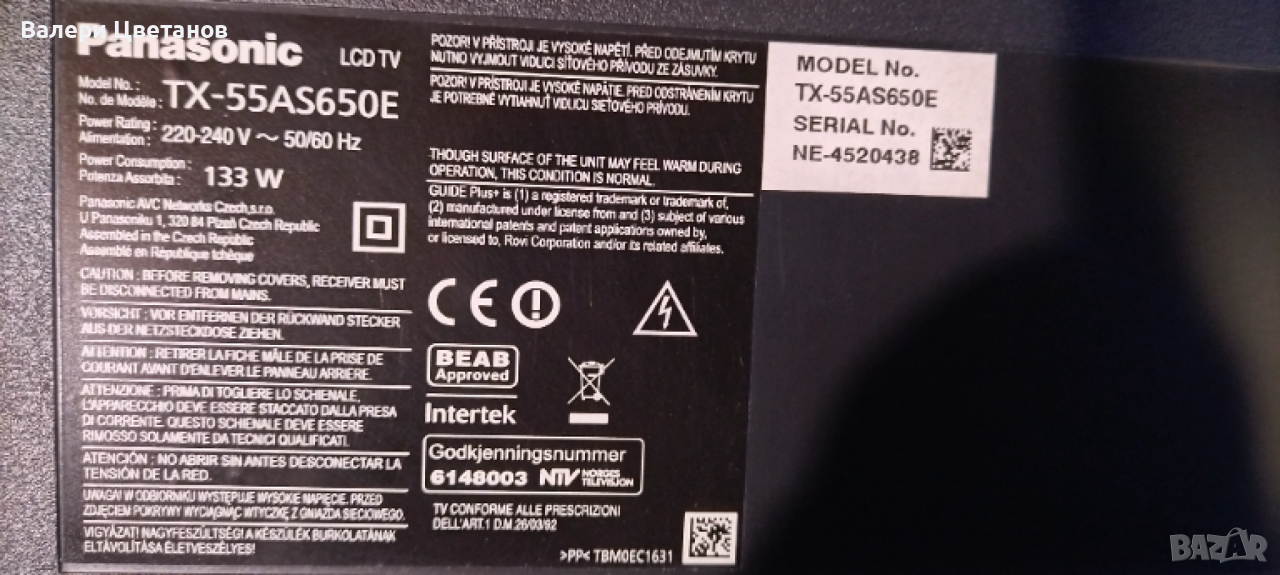 Валери Цветанов
Panasonic LCD TV
Model No. :
No. de Modèle : TX-55AS650E
Power Rating :
Alimentation : 220-240 V ~ 50/60 Hz
Power Consumption :
Potenza Assorbita : 133 W
Panasonic AVC Networks Czech,s.r.o.
U Panasoniku 1, 320 84 Plzeň Czech Republic
Assembled in the Czech Republic
Assemblé en République tchèque
CAUTION : BEFORE REMOVING COVERS, RECEIVER MUST
BE DISCONNECTED FROM MAINS.
VORSICHT : VOR ENTFERNEN DER RÜCKWAND STECKER
AUS DER NETZSTECKDOSE ZIEHEN.
ATTENTION : RETIRER LA FICHE MÂLE DE LA PRISE DE
COURANT AVANT D'ENLEVER LE PANNEAU ARRIERE.
ATTENZIONE : PRIMA DI TOGLIERE LO SCHIENALE,
L'APPARECCHIO DEVE ESSERE STACCATO DALLA PRESA
DI CORRENTE. QUESTO SCHIENALE DEVE ESSERE
RIMOSSO SOLAMENTE DA TECNICI QUALIFICATI.
ATENCIÓN : NO ABRIR SIN ANTES DESCONECTAR LA
TENSIÓN DE LA RED.
UWAGA! W ODBIORNIKU WYSTĘPUJE WYSOKIE NAPIĘCIE. PRZED
ZDJĘCIEM POKRYWY WYCIĄGNĄĆ WTYCZKĘ Z GNIAZDA SIECIOWEGO.
VIGYÁZAT! NAGYFESZÜLTSÉG! A KÉSZÜLÉK BURKOLATÁNAK
ELTÁVOLÍTÁSA ÉLETVESZÉLYES!
POZOR! V PŘÍSTROJI JE VYSOKÉ NAPĚTÍ. PŘED ODEJMUTÍM KRYTU
NUTNO VYJMOUT VIDLICI SÍŤOVÉHO PŘÍVODU ZE ZÁSUVKY.
POZOR! V PRÍSTROJI JE VYSOKÉ NAPÄTIE. PRED ODSTRÁNENÍM KRYTU
JE POTREBNÉ VYTIAHNUŤ VIDLICU SIEŤOVÉHO PRÍVODU.
THOUGH SURFACE OF THE UNIT MAY FEEL WARM DURING
OPERATION, THIS CONDITION IS NORMAL.
GUIDE Plus+ is (1) a registered trademark or trademark of,
(2) manufactured under license from and (3) subject of various
international patents and patent applications owned by,
or licensed to, Rovi Corporation and/or its related affiliates.
CE
BEAB
Approved
Intertek
Godkjenningsnummer
6148003 NTV NORGES
TELEVISJON
TV CONFORME ALLE PRESCRIZIONI
DELL'ART.1 D.M.26/03/92
>PP< TBM0EC1631
MODEL No.
TX-55AS650E
SERIAL No.
NE-4520438
BAZAR